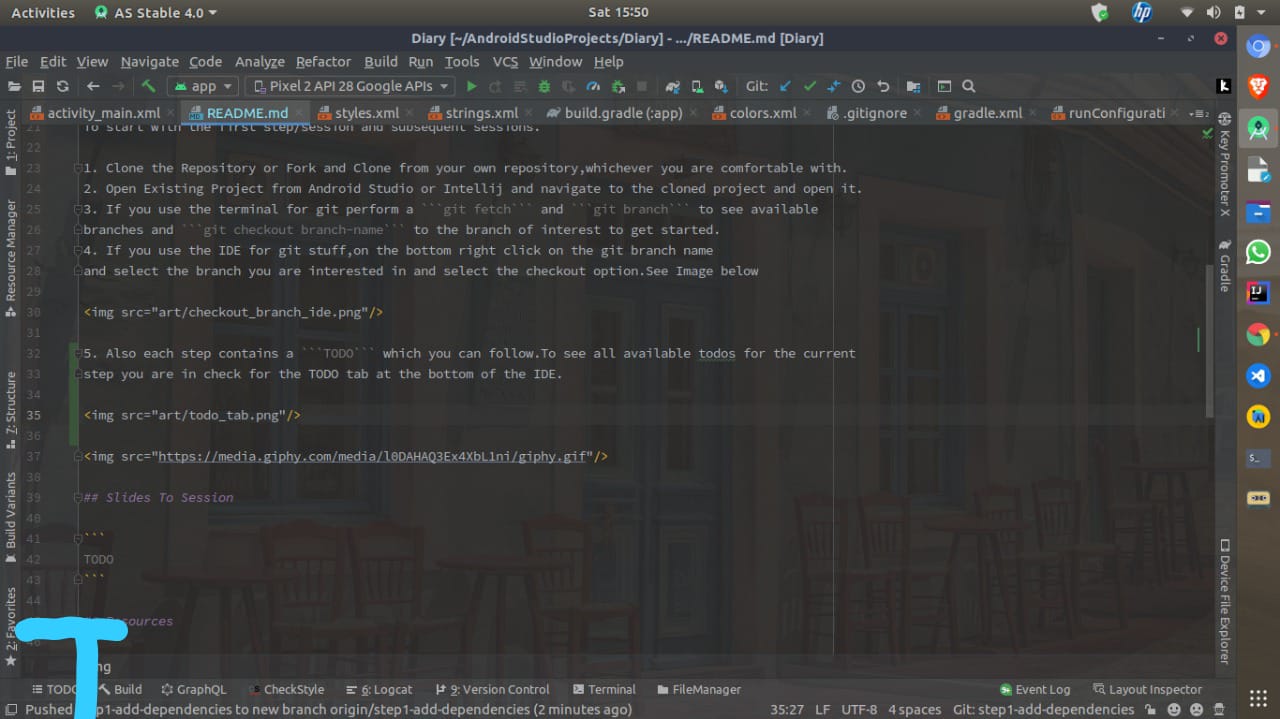 Activities AS Stable 4.0 Sat 15:50
Diary [~/AndroidStudioProjects/Diary] - .../README.md [Diary]
File Edit View Navigate Code Analyze Refactor Build Run Tools VCS Window Help
app Pixel 2 API 28 Google APIs Git:
activity_main.xml README.md styles.xml strings.xml build.gradle (:app) colors.xml .gitignore gradle.xml runConfigurati
21 To start with the first step/session and subsequent sessions.
22
23 1. Clone the Repository or Fork and Clone from your own repository,whichever you are comfortable with.
24 2. Open Existing Project from Android Studio or Intellij and navigate to the cloned project and open it.
25 3. If you use the terminal for git perform a ```git fetch``` and ```git branch``` to see available
26 branches and ```git checkout branch-name``` to the branch of interest to get started.
27 4. If you use the IDE for git stuff,on the bottom right click on the git branch name
28 and select the branch you are interested in and select the checkout option.See Image below
29
30 <img src="art/checkout_branch_ide.png"/>
31
32 5. Also each step contains a ```TODO``` which you can follow.To see all available todos for the current
33 step you are in check for the TODO tab at the bottom of the IDE.
34
35 <img src="art/todo_tab.png"/>
36
37 <img src="https://media.giphy.com/media/l0DAHAQ3Ex4XbL1ni/giphy.gif"/>
38
39 ## Slides To Session
40
41 ```
42 TODO
43 ```
44
Resources
1: Project
Resource Manager
7: Structure
Build Variants
2: Favorites
Key Promoter X
Gradle
Device File Explorer
T
TODO Build GraphQL CheckStyle 6: Logcat 9: Version Control Terminal FileManager Event Log Layout Inspector
Pushed step1-add-dependencies to new branch origin/step1-add-dependencies (2 minutes ago) 35:27 LF UTF-8 4 spaces Git: step1-add-dependencies